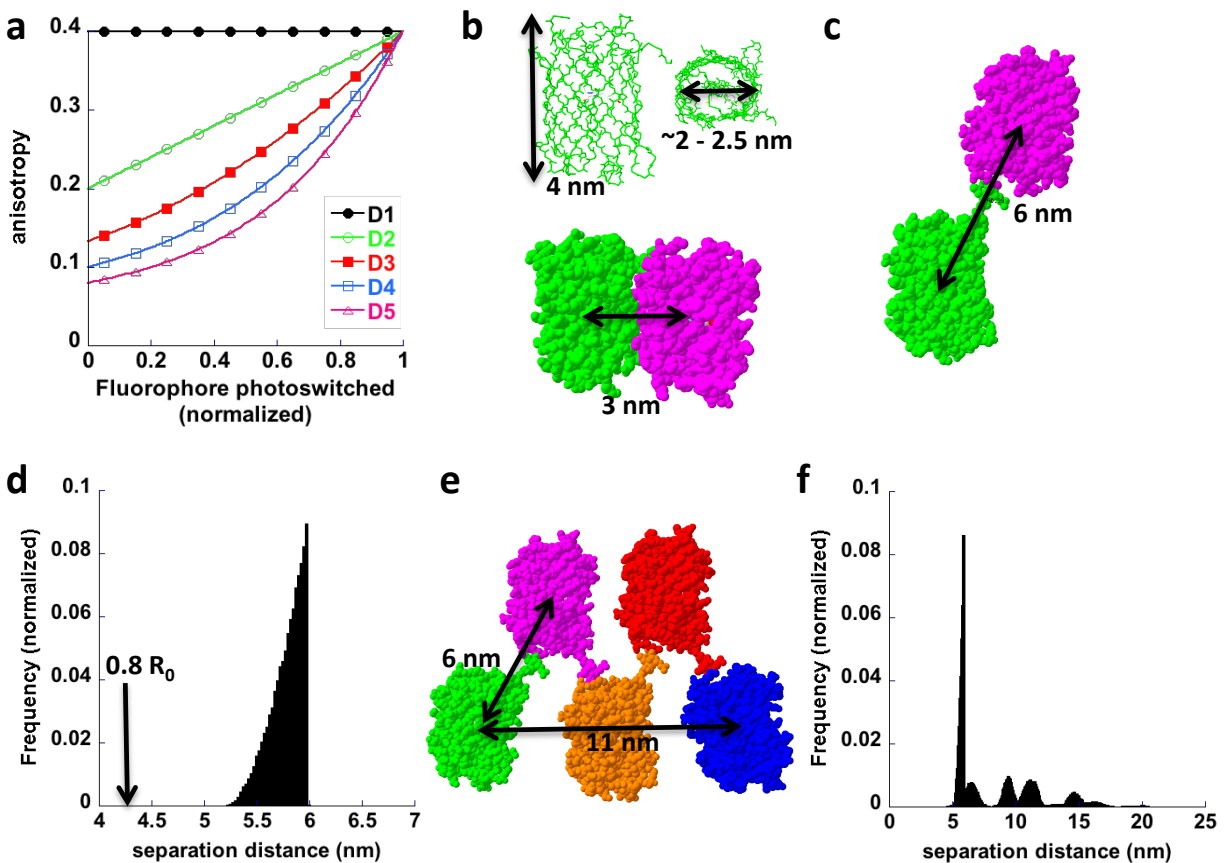 a
anisotropy
0.4
0.3
0.2
0.1
0
0 0.2 0.4 0.6 0.8 1
Fluorophore photoswitched
(normalized)
D1
D2
D3
D4
D5
b
4 nm
~2 - 2.5 nm
3 nm
c
6 nm
d
Frequency (normalized)
0.1
0.08
0.06
0.04
0.02
0
0.8 R₀
4 4.5 5 5.5 6 6.5 7
separation distance (nm)
e
6 nm
11 nm
f
Frequency (normalized)
0.1
0.08
0.06
0.04
0.02
0
0 5 10 15 20 25
separation distance (nm)